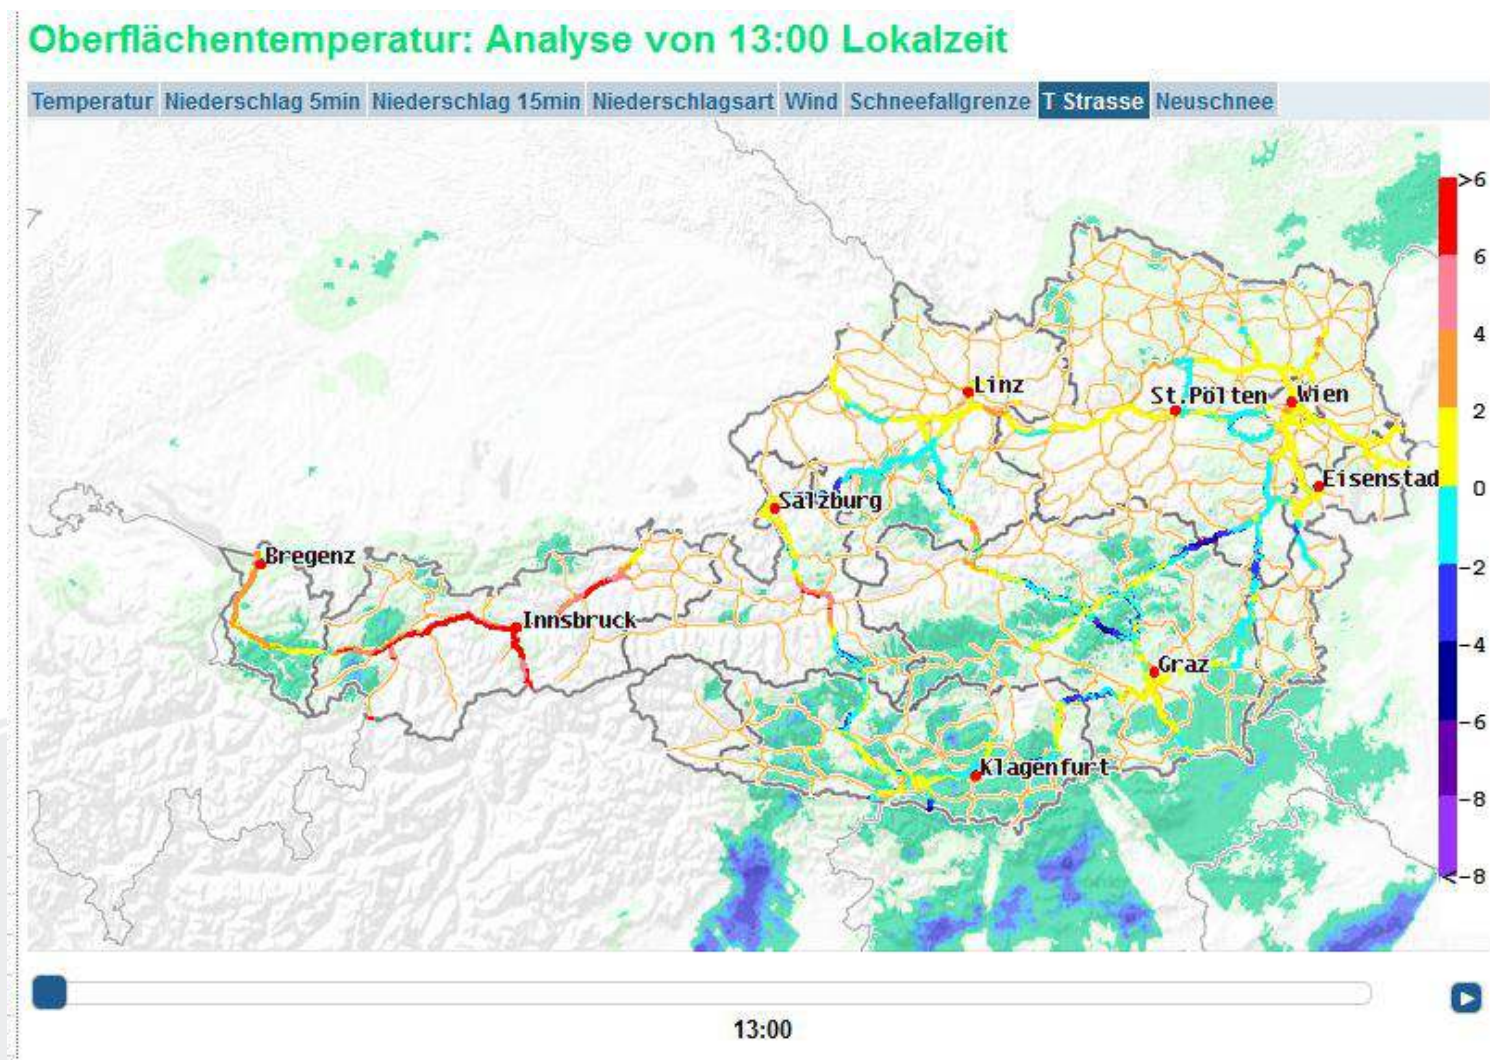 Oberflächentemperatur: Analyse von 13:00 Lokalzeit
Temperatur Niederschlag 5min Niederschlag 15min Niederschlagsart Wind Schneefallgrenze T Strasse Neuschnee
>6
6
4
Linz
St.Pölten
Wien
2
Eisenstad
0
Salzburg
Bregenz
-2
Innsbruck
-4
Graz
-6
Klagenfurt
-8
<-8
13:00